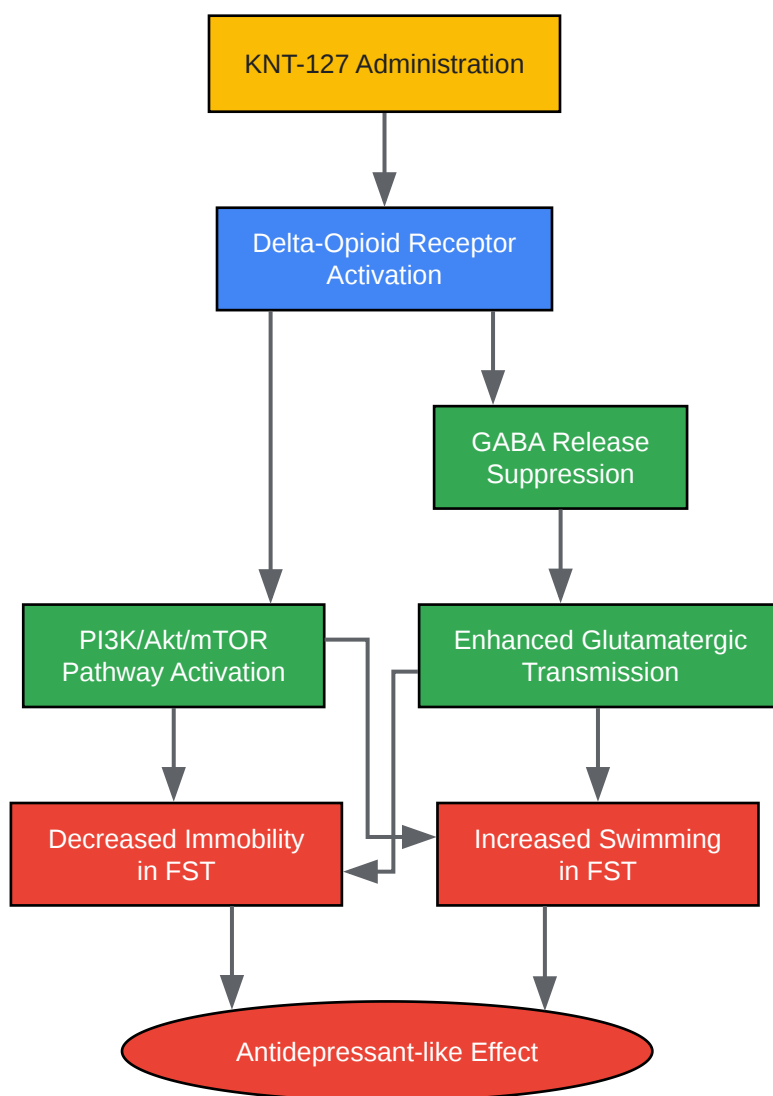 KNT-127 Administration
Delta-Opioid Receptor
Activation
GABA Release
Suppression
PI3K/Akt/mTOR
Pathway Activation
Enhanced Glutamatergic
Transmission
Decreased Immobility
in FST
Increased Swimming
in FST
Antidepressant-like Effect